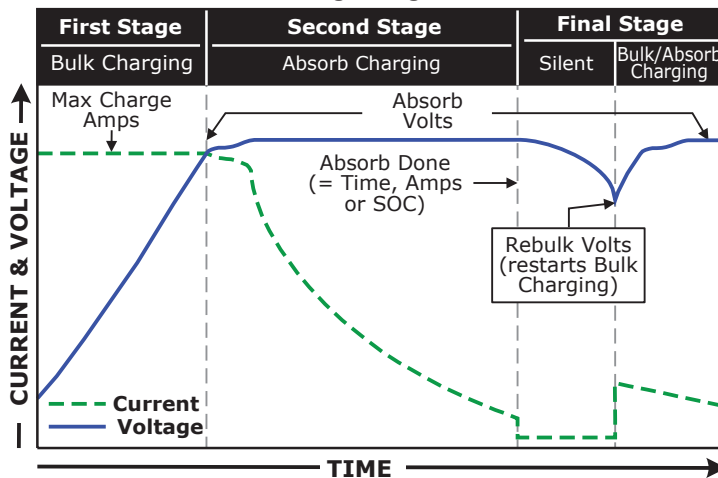 First Stage
Second Stage
Final Stage
Bulk Charging
Absorb Charging
Silent
Bulk/Absorb
Charging
Max Charge
Amps
Absorb
Volts
Absorb Done
(= Time, Amps
or SOC)
Rebulk Volts
(restarts Bulk
Charging)
CURRENT & VOLTAGE
Current
Voltage
TIME